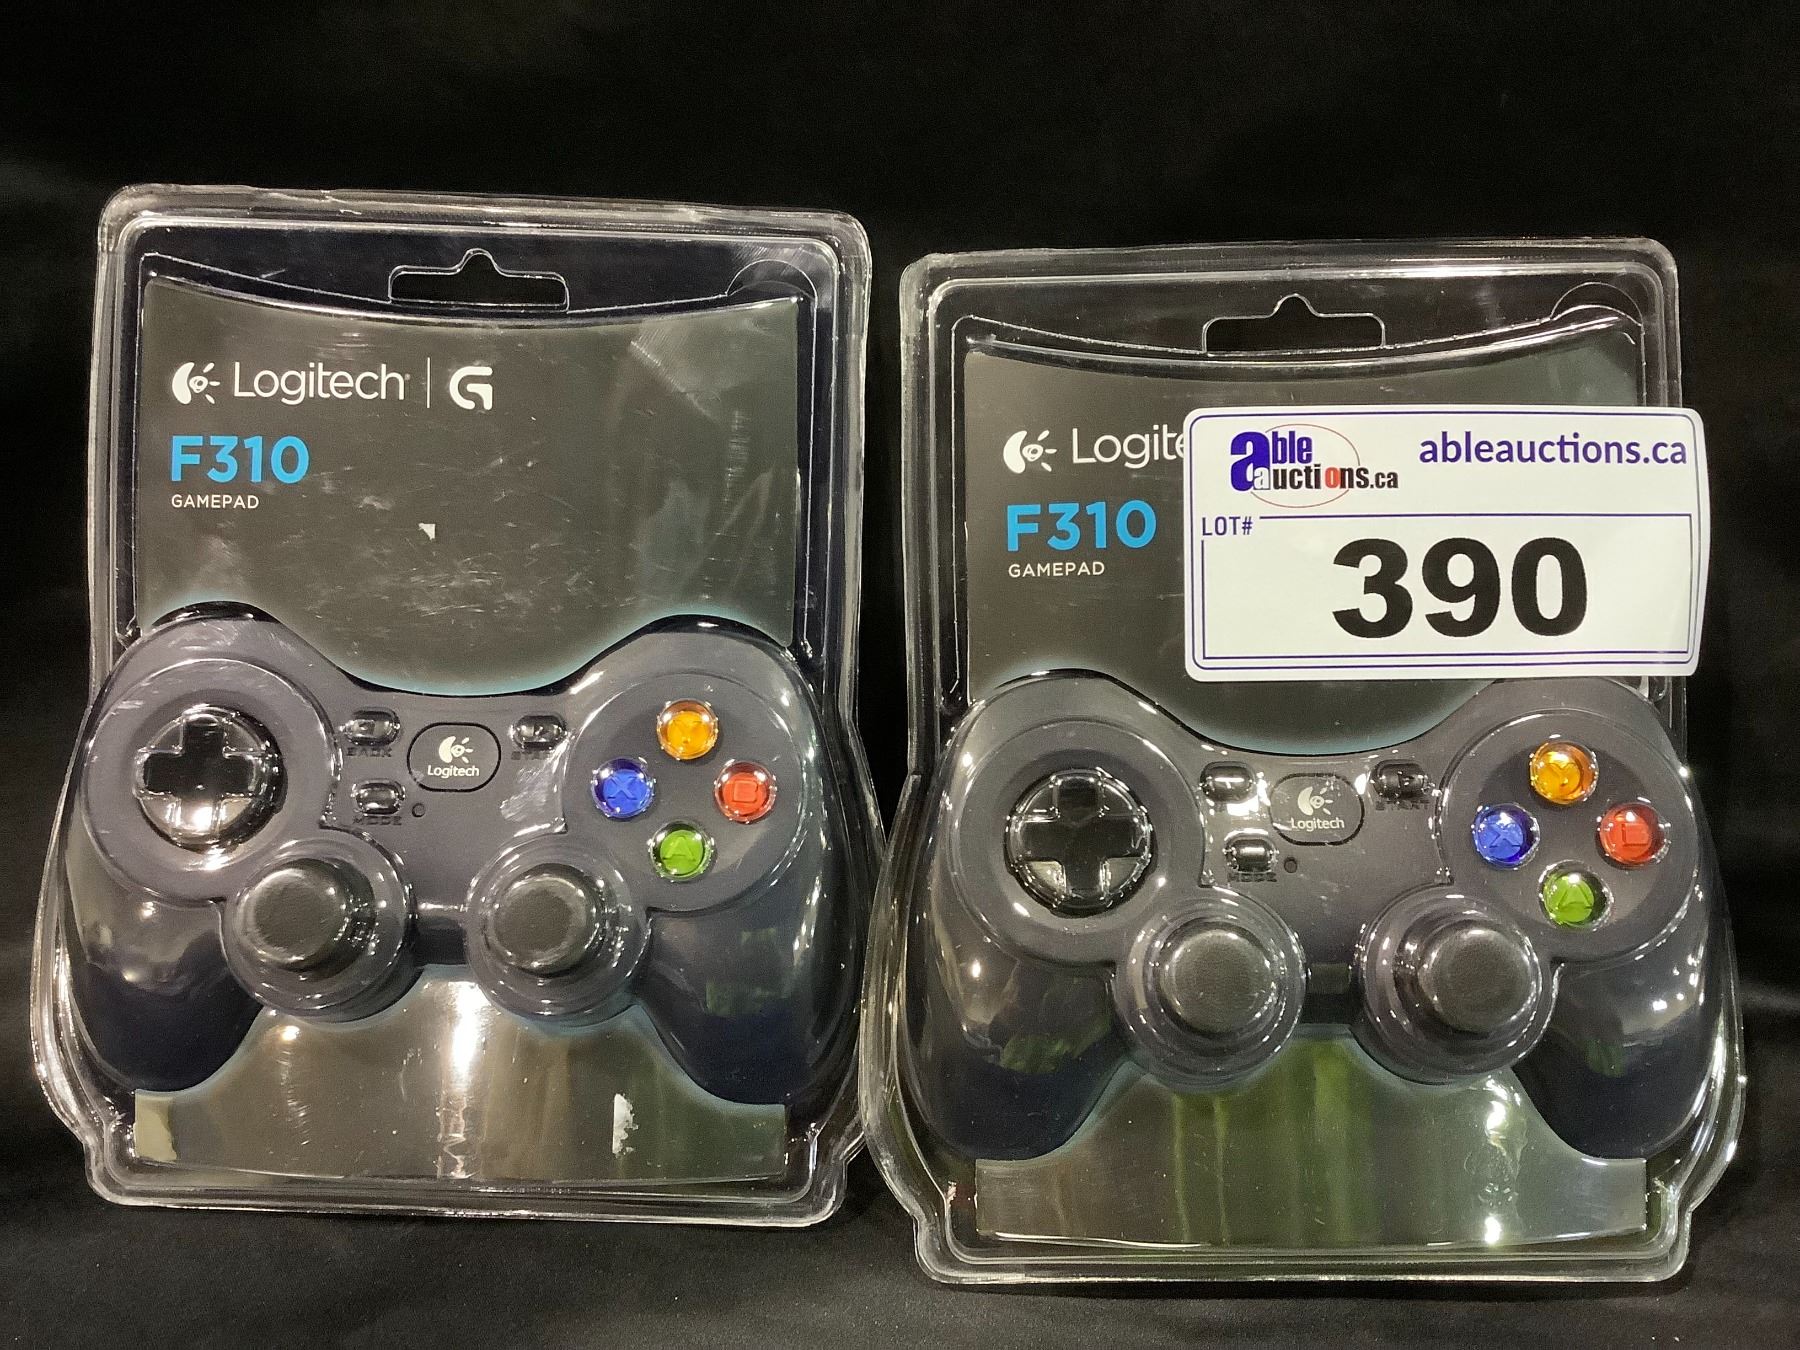 Logitech G
F310
GAMEPAD
BACK
START
MODE
Logitech
Y
X
B
A
Logite
F310
GAMEPAD
able auctions.ca
ableauctions.ca
LOT#
390
START
MODE
Logitech
Y
X
B
A